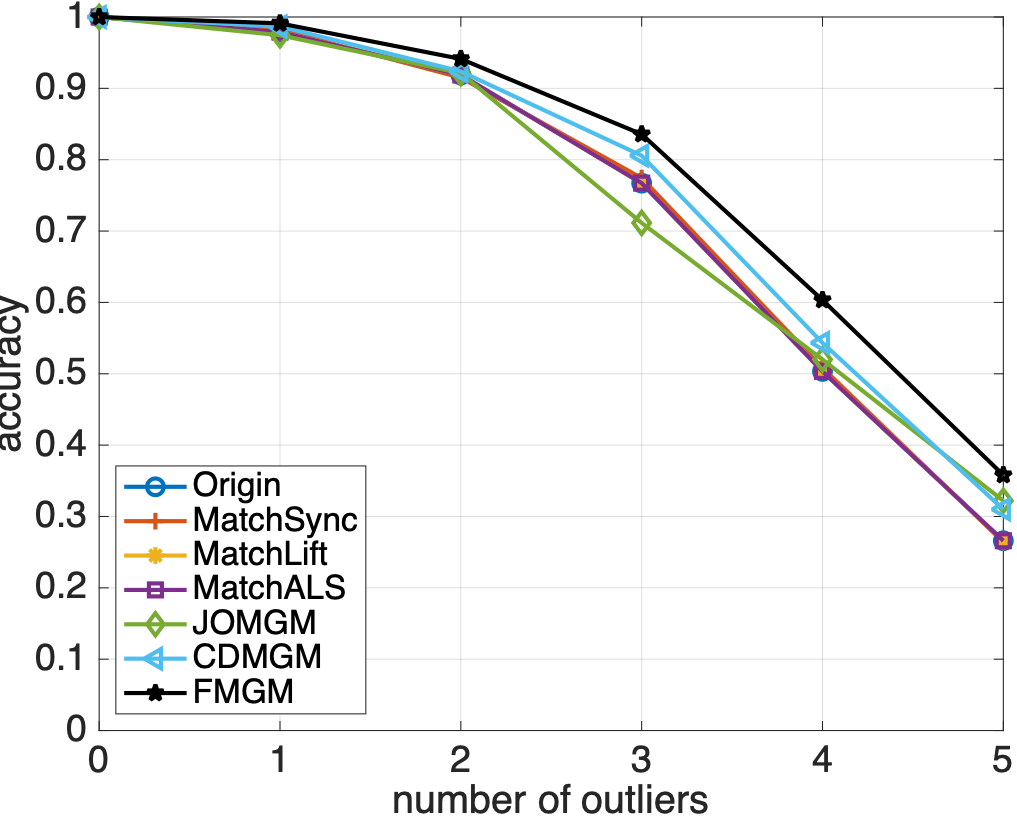 1
0.9
0.8
0.7
0.6
0.5
0.4
0.3
0.2
0.1
0
accuracy
Origin
MatchSync
MatchLift
MatchALS
JOMGM
CDMGM
FMGM
0 1 2 3 4 5
number of outliers